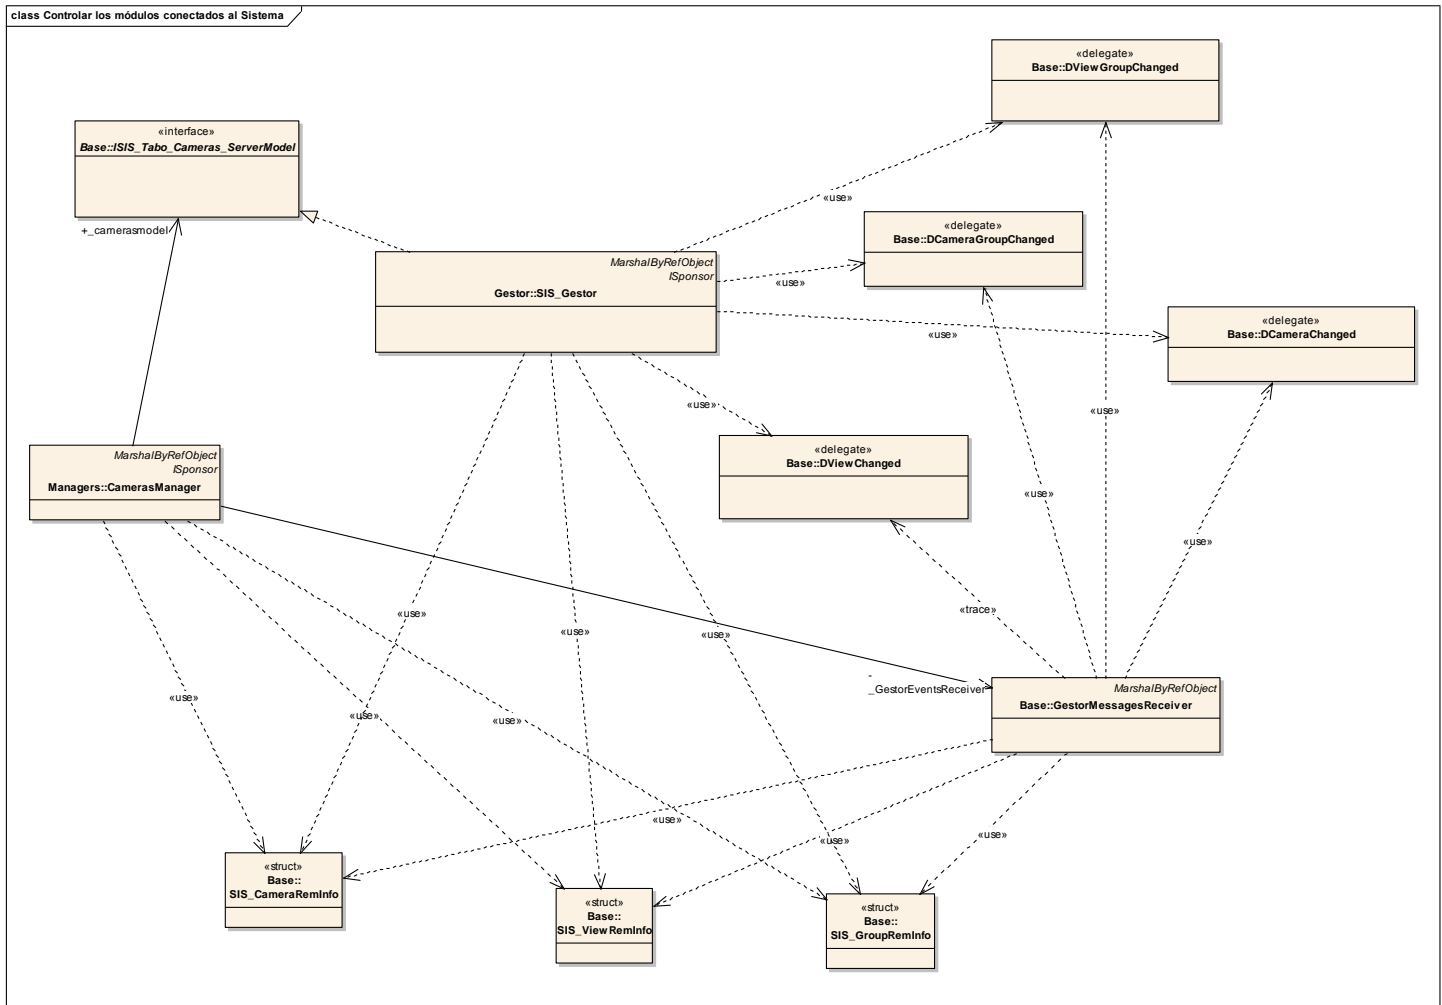 class Controlar los módulos conectados al Sistema
«delegate»
Base::DViewGroupChanged
«interface»
Base::ISIS_Tabo_Cameras_ServerModel
«use»
«delegate»
Base::DCameraGroupChanged
+_camerasmodel
MarshalByRefObject
ISponsor
Gestor::SIS_Gestor
«use»
«delegate»
Base::DCameraChanged
«use»
«use»
«use»
«delegate»
Base::DViewChanged
MarshalByRefObject
ISponsor
Managers::CamerasManager
«use»
«use»
«use»
«trace»
«use»
«use»
-
_GestorEventsReceiver
MarshalByRefObject
Base::GestorMessagesReceiver
«use»
«use»
«use»
«use»
«use»
«use»
«use»
«struct»
Base::
SIS_CameraRemInfo
«struct»
Base::
SIS_ViewRemInfo
«struct»
Base::
SIS_GroupRemInfo